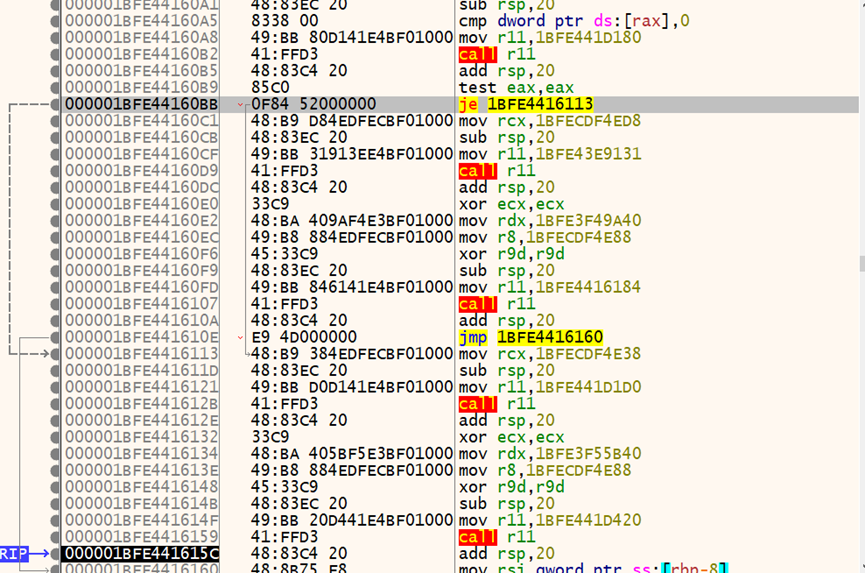 000001BFE44160A1 48:83EC 20 sub rsp,20
000001BFE44160A5 8338 00 cmp dword ptr ds:[rax],0
000001BFE44160A8 49:BB 80D141E4BF01000 mov r11,1BFE441D180
000001BFE44160B2 41:FFD3 call r11
000001BFE44160B5 48:83C4 20 add rsp,20
000001BFE44160B9 85C0 test eax,eax
000001BFE44160BB 0F84 52000000 je 1BFE4416113
000001BFE44160C1 48:B9 D84EDFECBF01000 mov rcx,1BFECDF4ED8
000001BFE44160CB 48:83EC 20 sub rsp,20
000001BFE44160CF 49:BB 31913EE4BF01000 mov r11,1BFE43E9131
000001BFE44160D9 41:FFD3 call r11
000001BFE44160DC 48:83C4 20 add rsp,20
000001BFE44160E0 33C9 xor ecx,ecx
000001BFE44160E2 48:BA 409AF4E3BF01000 mov rdx,1BFE3F49A40
000001BFE44160EC 49:B8 884EDFECBF01000 mov r8,1BFECDF4E88
000001BFE44160F6 45:33C9 xor r9d,r9d
000001BFE44160F9 48:83EC 20 sub rsp,20
000001BFE44160FD 49:BB 846141E4BF01000 mov r11,1BFE4416184
000001BFE4416107 41:FFD3 call r11
000001BFE441610A 48:83C4 20 add rsp,20
000001BFE441610E E9 4D000000 jmp 1BFE4416160
000001BFE4416113 48:B9 384EDFECBF01000 mov rcx,1BFECDF4E38
000001BFE441611D 48:83EC 20 sub rsp,20
000001BFE4416121 49:BB D0D141E4BF01000 mov r11,1BFE441D1D0
000001BFE441612B 41:FFD3 call r11
000001BFE441612E 48:83C4 20 add rsp,20
000001BFE4416132 33C9 xor ecx,ecx
000001BFE4416134 48:BA 405BF5E3BF01000 mov rdx,1BFE3F55B40
000001BFE441613E 49:B8 884EDFECBF01000 mov r8,1BFECDF4E88
000001BFE4416148 45:33C9 xor r9d,r9d
000001BFE441614B 48:83EC 20 sub rsp,20
000001BFE441614F 49:BB 20D441E4BF01000 mov r11,1BFE441D420
000001BFE4416159 41:FFD3 call r11
RIP 000001BFE441615C 48:83C4 20 add rsp,20
000001BFE4416160 48:8B75 F8 mov rsi,qword ptr ss:[rbp-8]